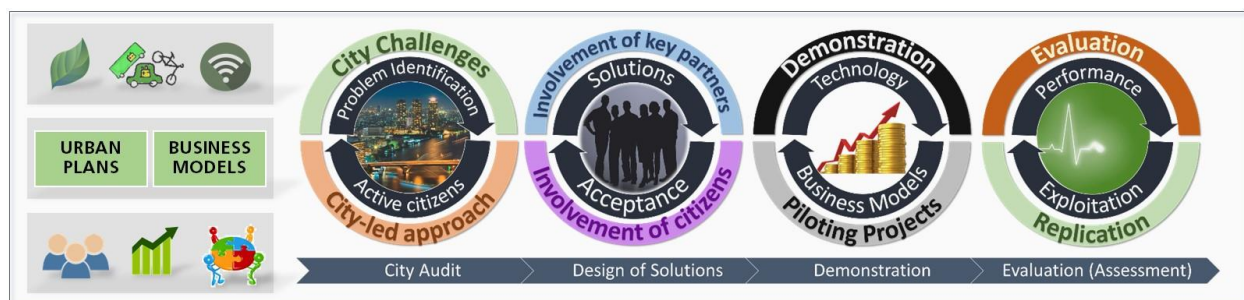 URBAN
PLANS
BUSINESS
MODELS
City Challenges
Problem Identification
Active citizens
City-led approach
Involvement of key partners
Solutions
Acceptance
Involvement of citizens
Demonstration
Technology
Business Models
Piloting Projects
Evaluation
Performance
Exploitation
Replication
City Audit
Design of Solutions
Demonstration
Evaluation (Assessment)